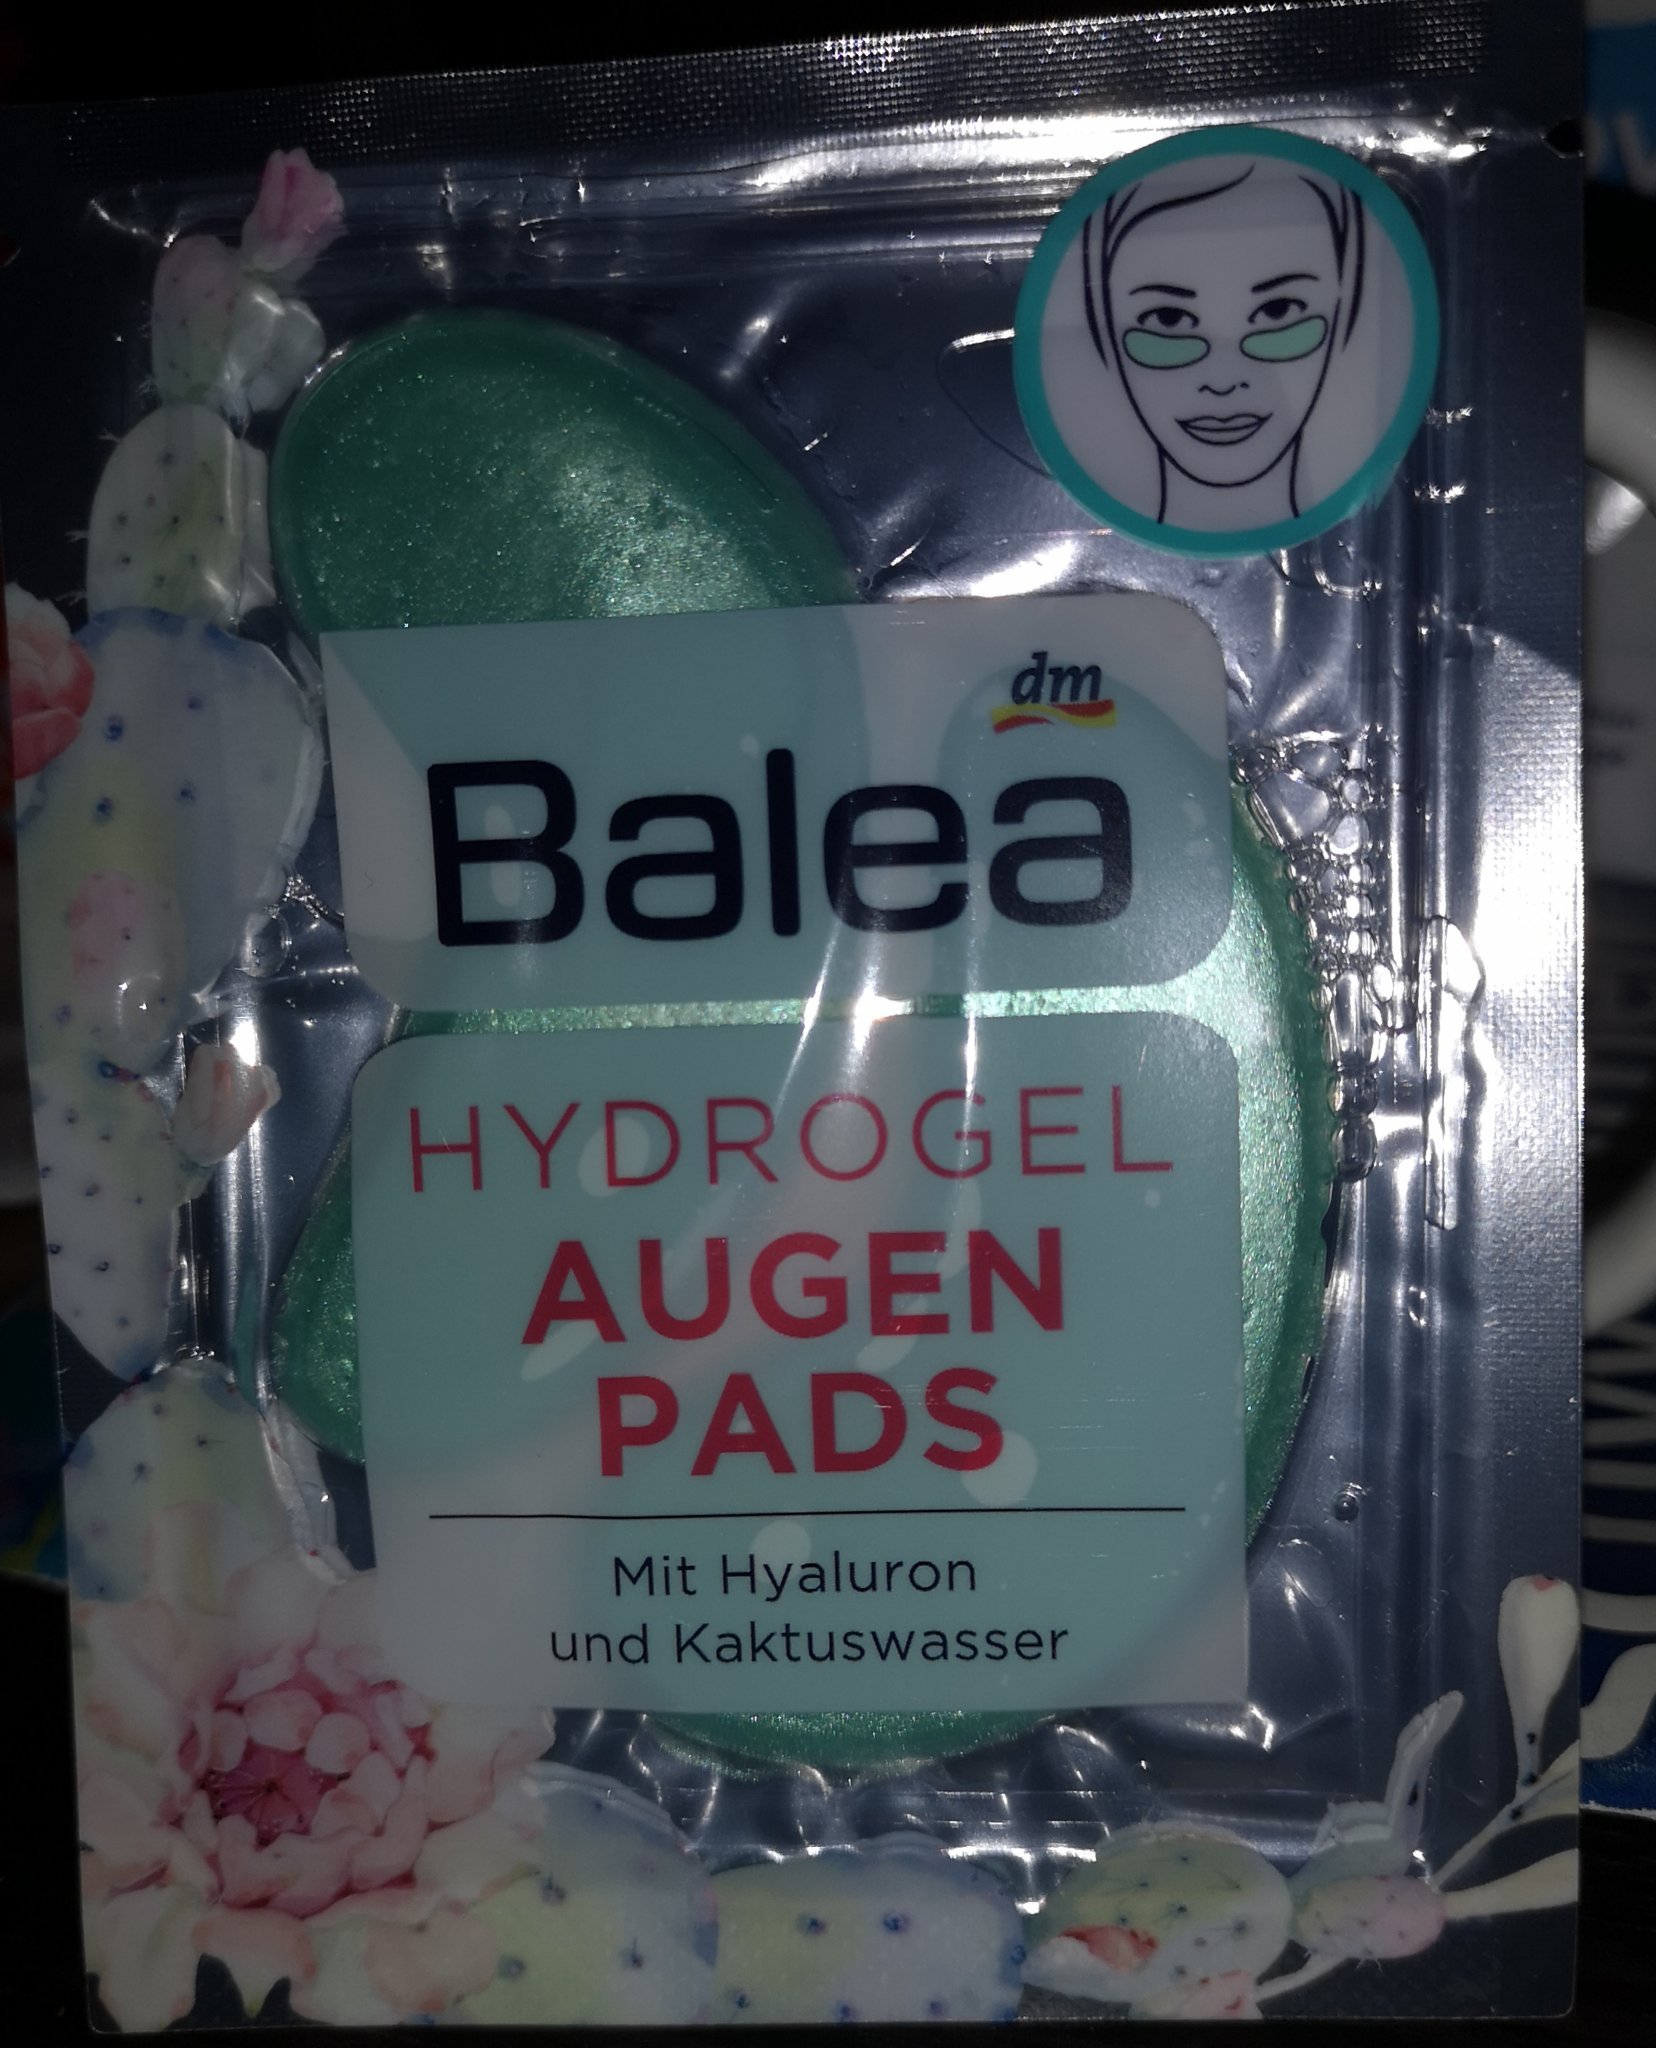 dm
Balea
HYDROGEL
AUGEN
PADS
Mit Hyaluron
und Kaktuswasser